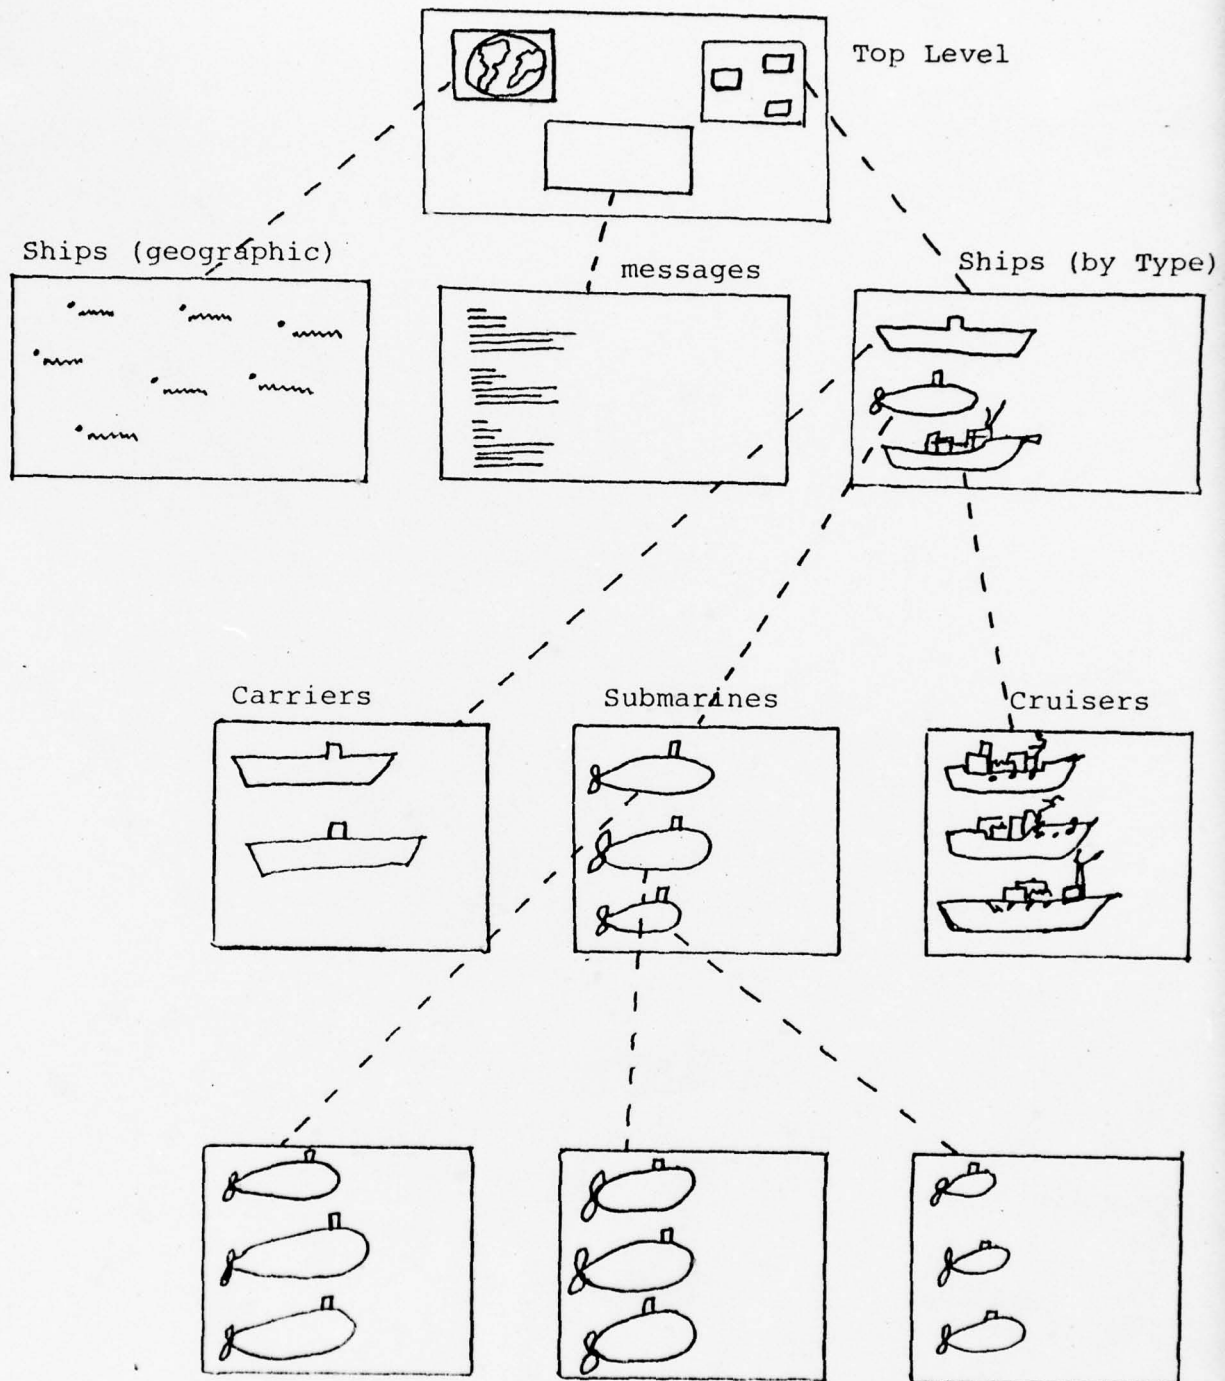 Top Level
Ships (geographic)
messages
Ships (by Type)
Carriers
Submarines
Cruisers